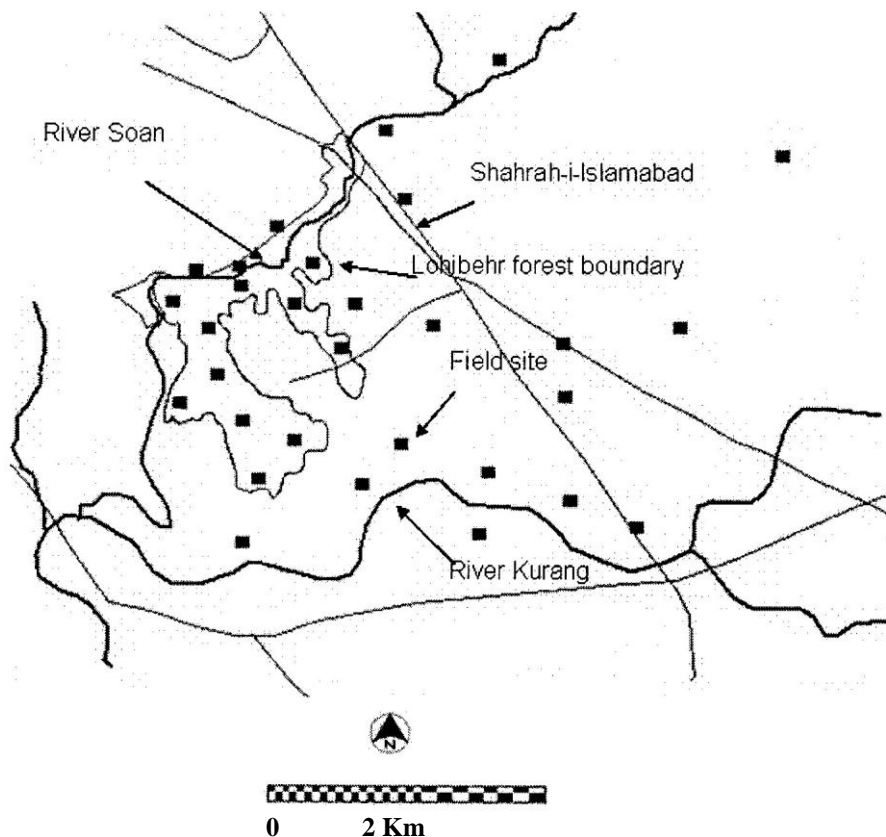 River Soan
Shahrah-i-Islamabad
Lohibehr forest boundary
Field site
River Kurang
N
0 2 Km